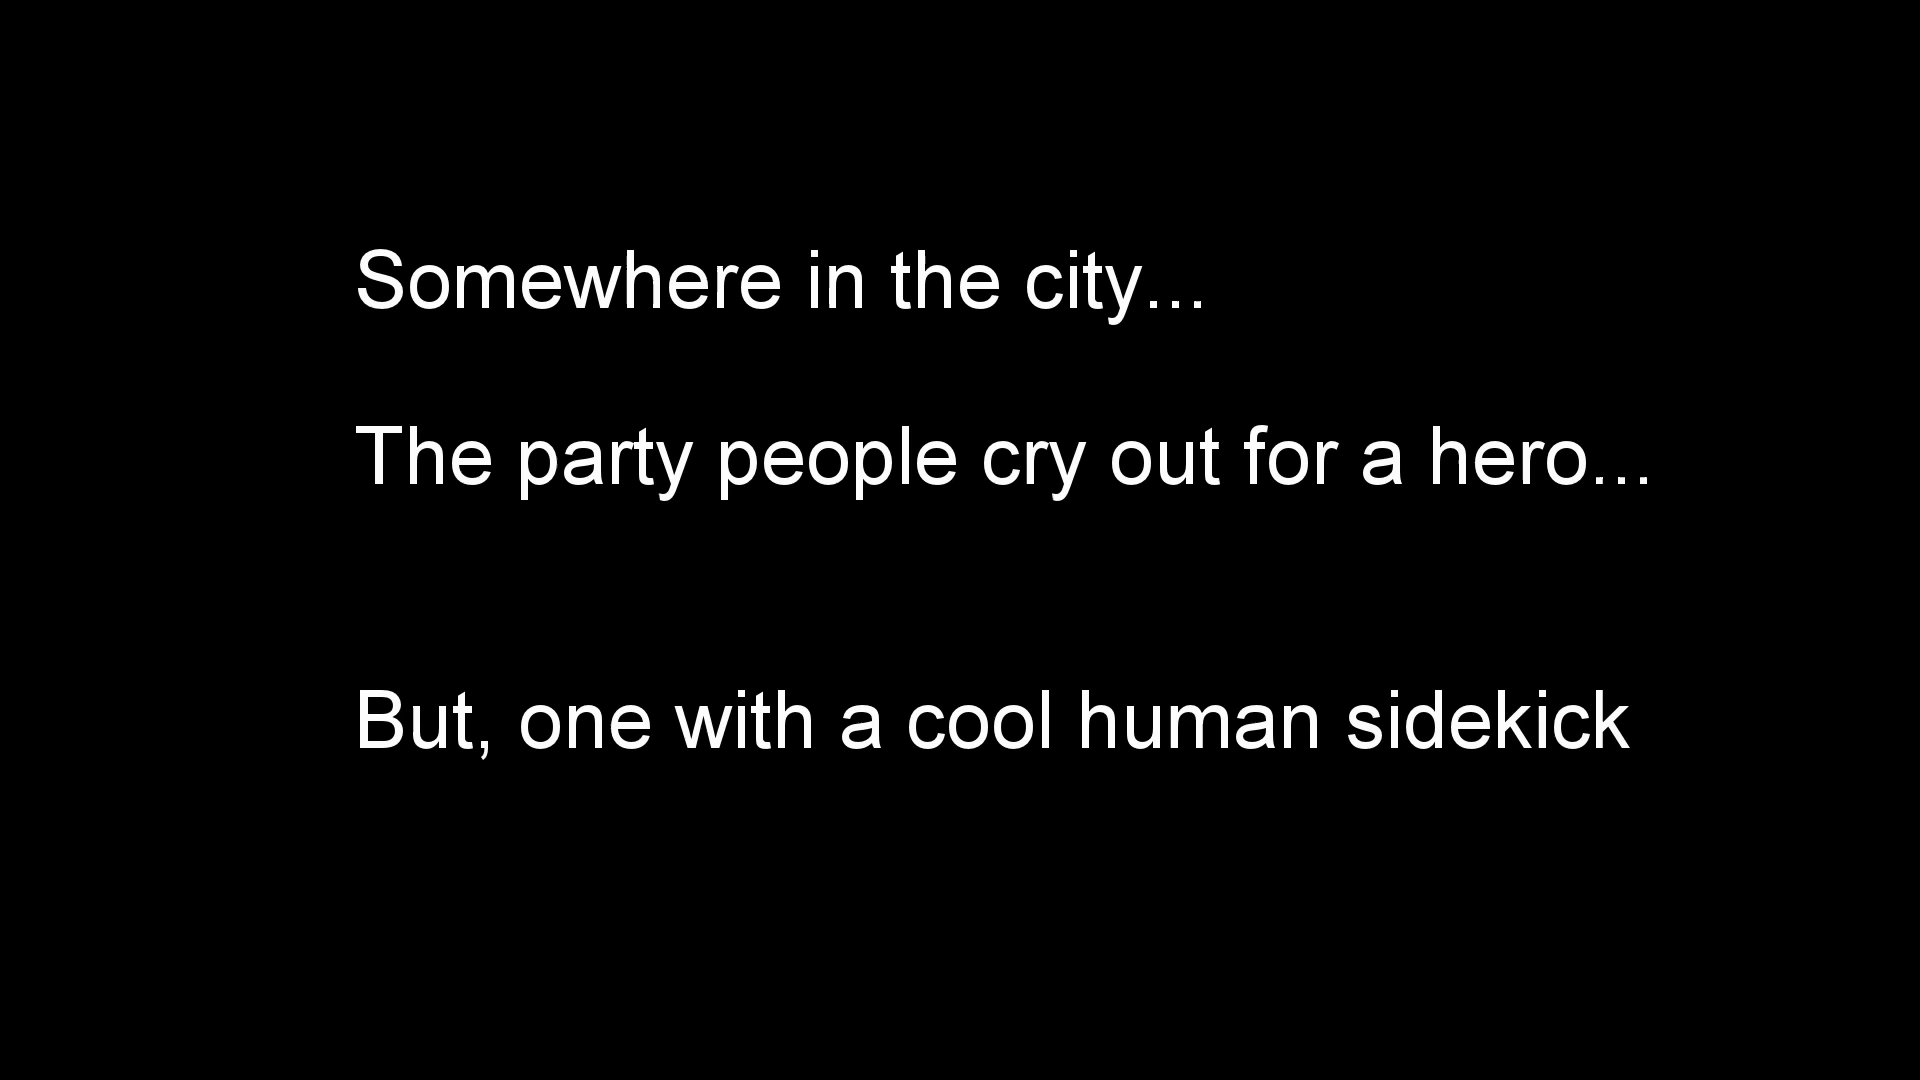 Somewhere in the city...
The party people cry out for a hero...
But, one with a cool human sidekick